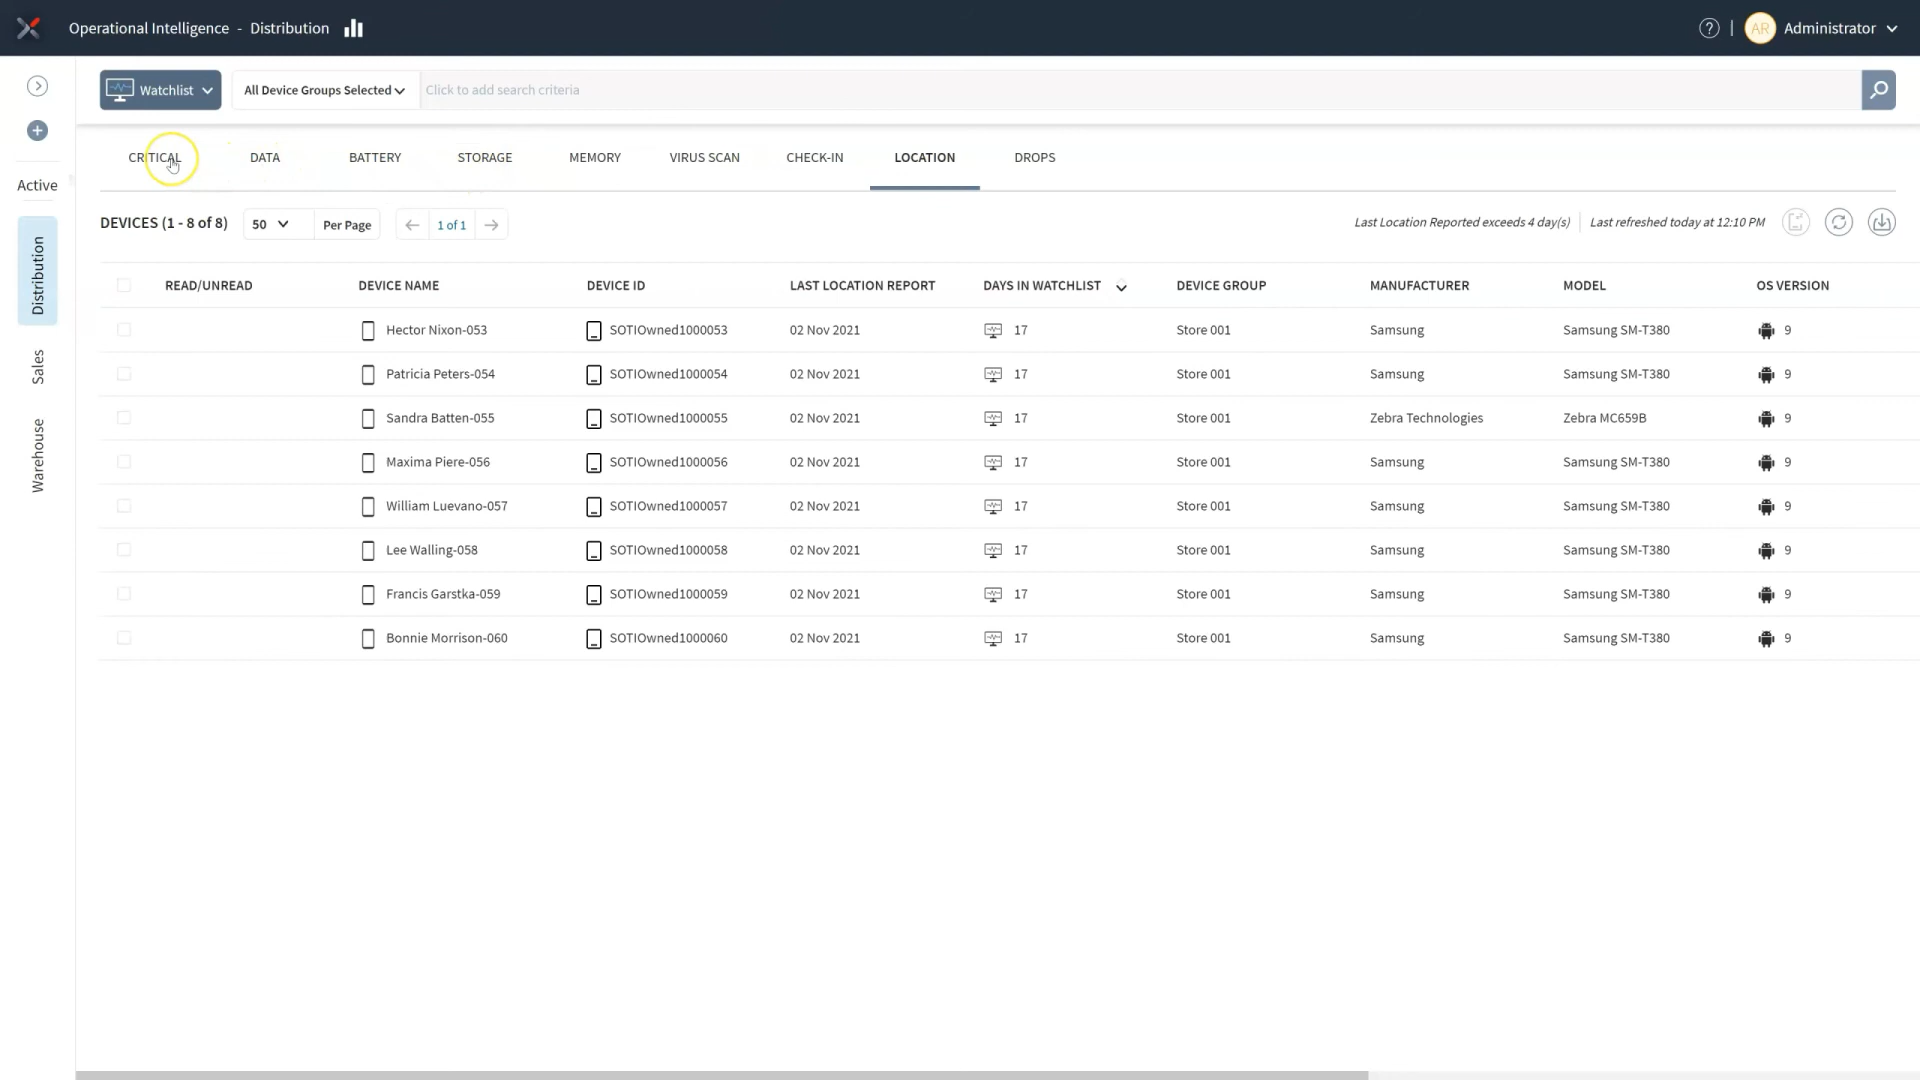 Operational Intelligence - Distribution
AR Administrator
Watchlist
All Device Groups Selected
Click to add search criteria
Active
Distribution
Sales
Warehouse
CRITICAL DATA BATTERY STORAGE MEMORY VIRUS SCAN CHECK-IN LOCATION DROPS
DEVICES (1 - 8 of 8) 50 Per Page 1 of 1 Last Location Reported exceeds 4 day(s) Last refreshed today at 12:10 PM
READ/UNREAD DEVICE NAME DEVICE ID LAST LOCATION REPORT DAYS IN WATCHLIST DEVICE GROUP MANUFACTURER MODEL OS VERSION
Hector Nixon-053 SOTIOwned1000053 02 Nov 2021 17 Store 001 Samsung Samsung SM-T380 9
Patricia Peters-054 SOTIOwned1000054 02 Nov 2021 17 Store 001 Samsung Samsung SM-T380 9
Sandra Batten-055 SOTIOwned1000055 02 Nov 2021 17 Store 001 Zebra Technologies Zebra MC659B 9
Maxima Piere-056 SOTIOwned1000056 02 Nov 2021 17 Store 001 Samsung Samsung SM-T380 9
William Luevano-057 SOTIOwned1000057 02 Nov 2021 17 Store 001 Samsung Samsung SM-T380 9
Lee Walling-058 SOTIOwned1000058 02 Nov 2021 17 Store 001 Samsung Samsung SM-T380 9
Francis Garstka-059 SOTIOwned1000059 02 Nov 2021 17 Store 001 Samsung Samsung SM-T380 9
Bonnie Morrison-060 SOTIOwned1000060 02 Nov 2021 17 Store 001 Samsung Samsung SM-T380 9